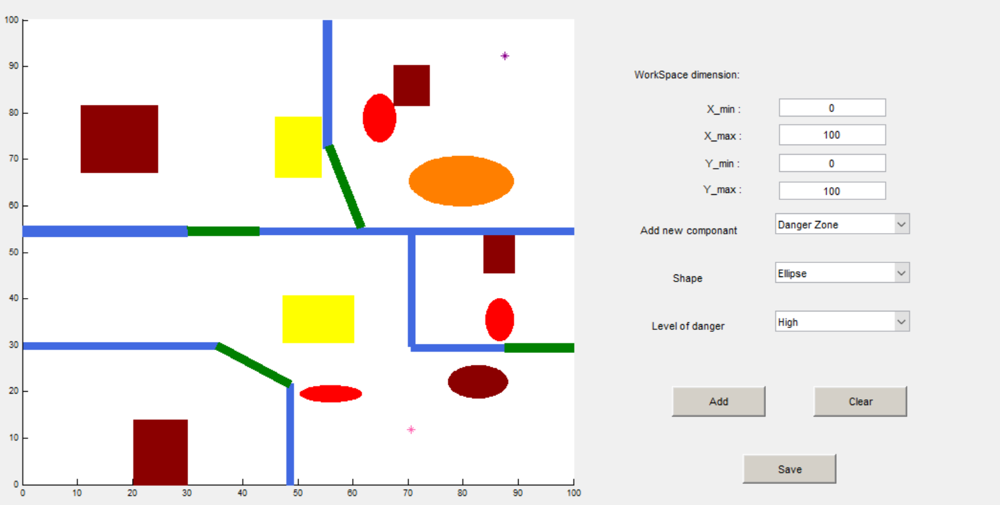 100
90
80
70
60
50
40
30
20
10
0
0 10 20 30 40 50 60 70 80 90 100
WorkSpace dimension:
X_min : 0
X_max : 100
Y_min : 0
Y_max : 100
Add new componant Danger Zone
Shape Ellipse
Level of danger High
Add Clear
Save